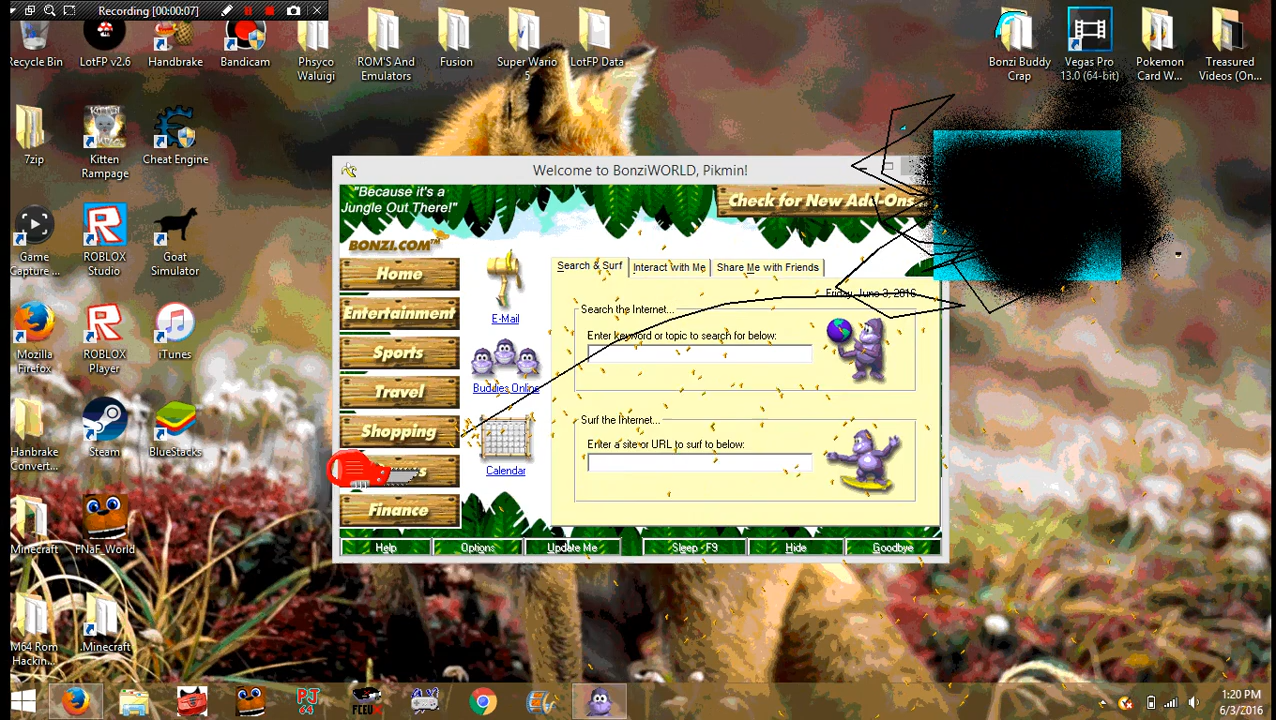 Recording [00:00:07]
Recycle Bin
LotFP v2.6
Handbrake
Bandicam
Phsyco
Waluigi
ROM'S And
Emulators
Fusion
Super Wario
5
LotFP Data
Bonzi Buddy
Crap
Vegas Pro
13.0 (64-bit)
Pokemon
Card W...
Treasured
Videos (On...
7zip
Kitten
Rampage
Cheat Engine
Game
Capture...
ROBLOX
Studio
Goat
Simulator
Mozilla
Firefox
ROBLOX
Player
iTunes
Hanbrake
Convert...
Steam
BlueStacks
Minecraft
FNaF_World
M64 Rom
Hackin...
.Minecraft
Welcome to BonziWORLD, Pikmin!
"Because it's a
Jungle Out There!"
Check for New Add-Ons
BONZI.COM™
Home
Entertainment
Sports
Travel
Shopping
Finance
E-Mail
Buddies Online
Calendar
Search & Surf
Interact with Me
Share Me with Friends
Friday, June 3, 2016
Search the Internet...
Enter keyword or topic to search for below:
Surf the Internet...
Enter a site or URL to surf to below:
Help
Options
Update Me
Sleep - F9
Hide
Goodbye
PJ
64
FCEU
1:20 PM
6/3/2016